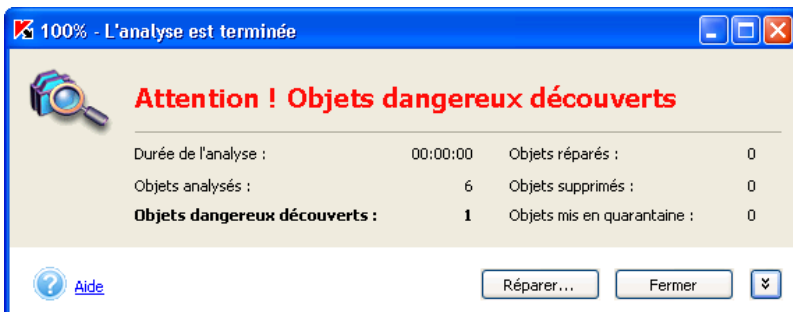 100% - L'analyse est terminée
Attention ! Objets dangereux découverts
Durée de l'analyse : 00:00:00 Objets réparés : 0
Objets analysés : 6 Objets supprimés : 0
Objets dangereux découverts : 1 Objets mis en quarantaine : 0
Aide Réparer... Fermer